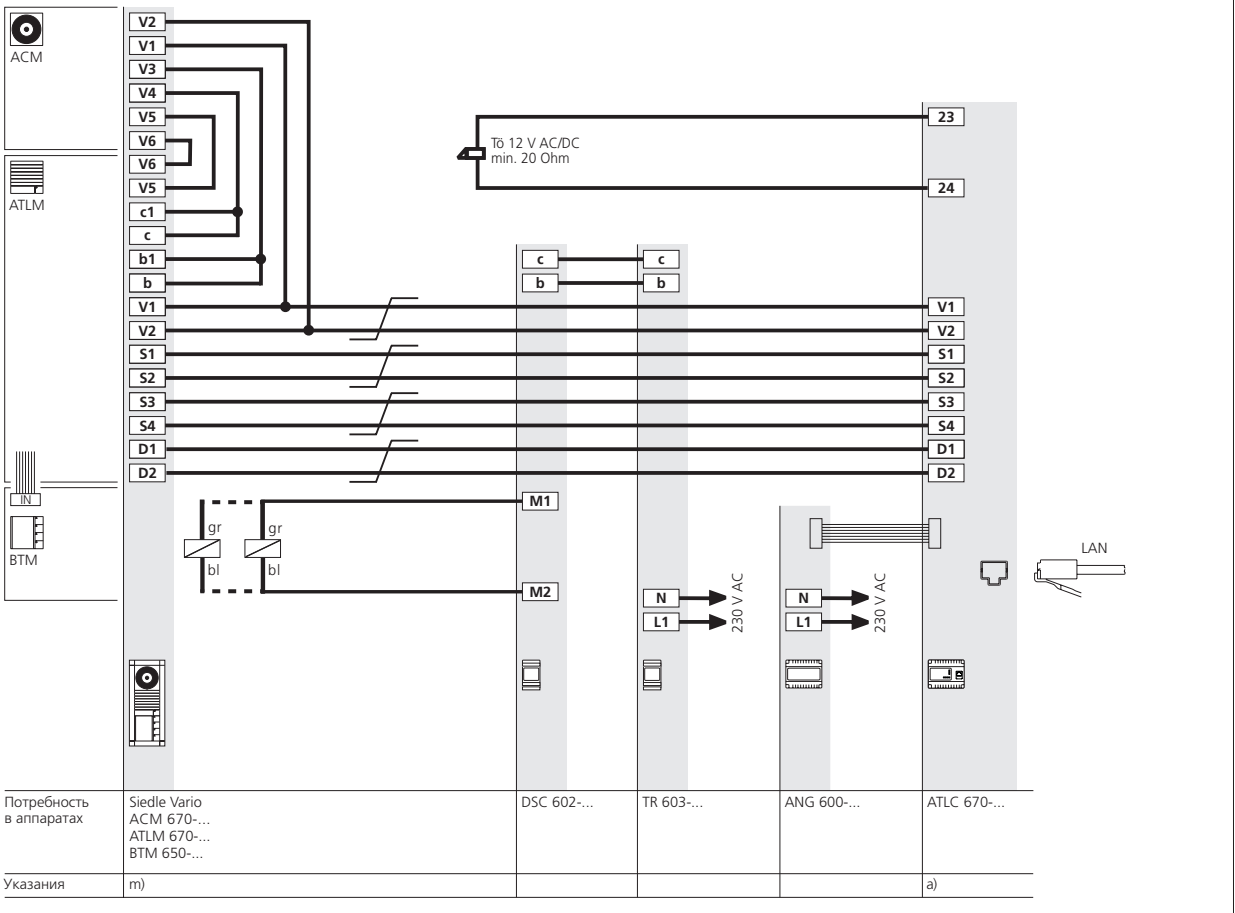 ACM
V2
V1
V3
V4
V5
V6
V6
V5
c1
c
b1
b
V1
V2
S1
S2
S3
S4
D1
D2
ATLM
IN
BTM
Tö 12 V AC/DC
min. 20 Ohm
23
24
c
b
c
b
V1
V2
S1
S2
S3
S4
D1
D2
gr
bl
gr
bl
M1
M2
N
L1
230 V AC
N
L1
230 V AC
LAN
Потребность
в аппаратах
Siedle Vario
ACM 670-...
ATLM 670-...
BTM 650-...
DSC 602-...
TR 603-...
ANG 600-...
ATLC 670-...
Указания
m)
a)